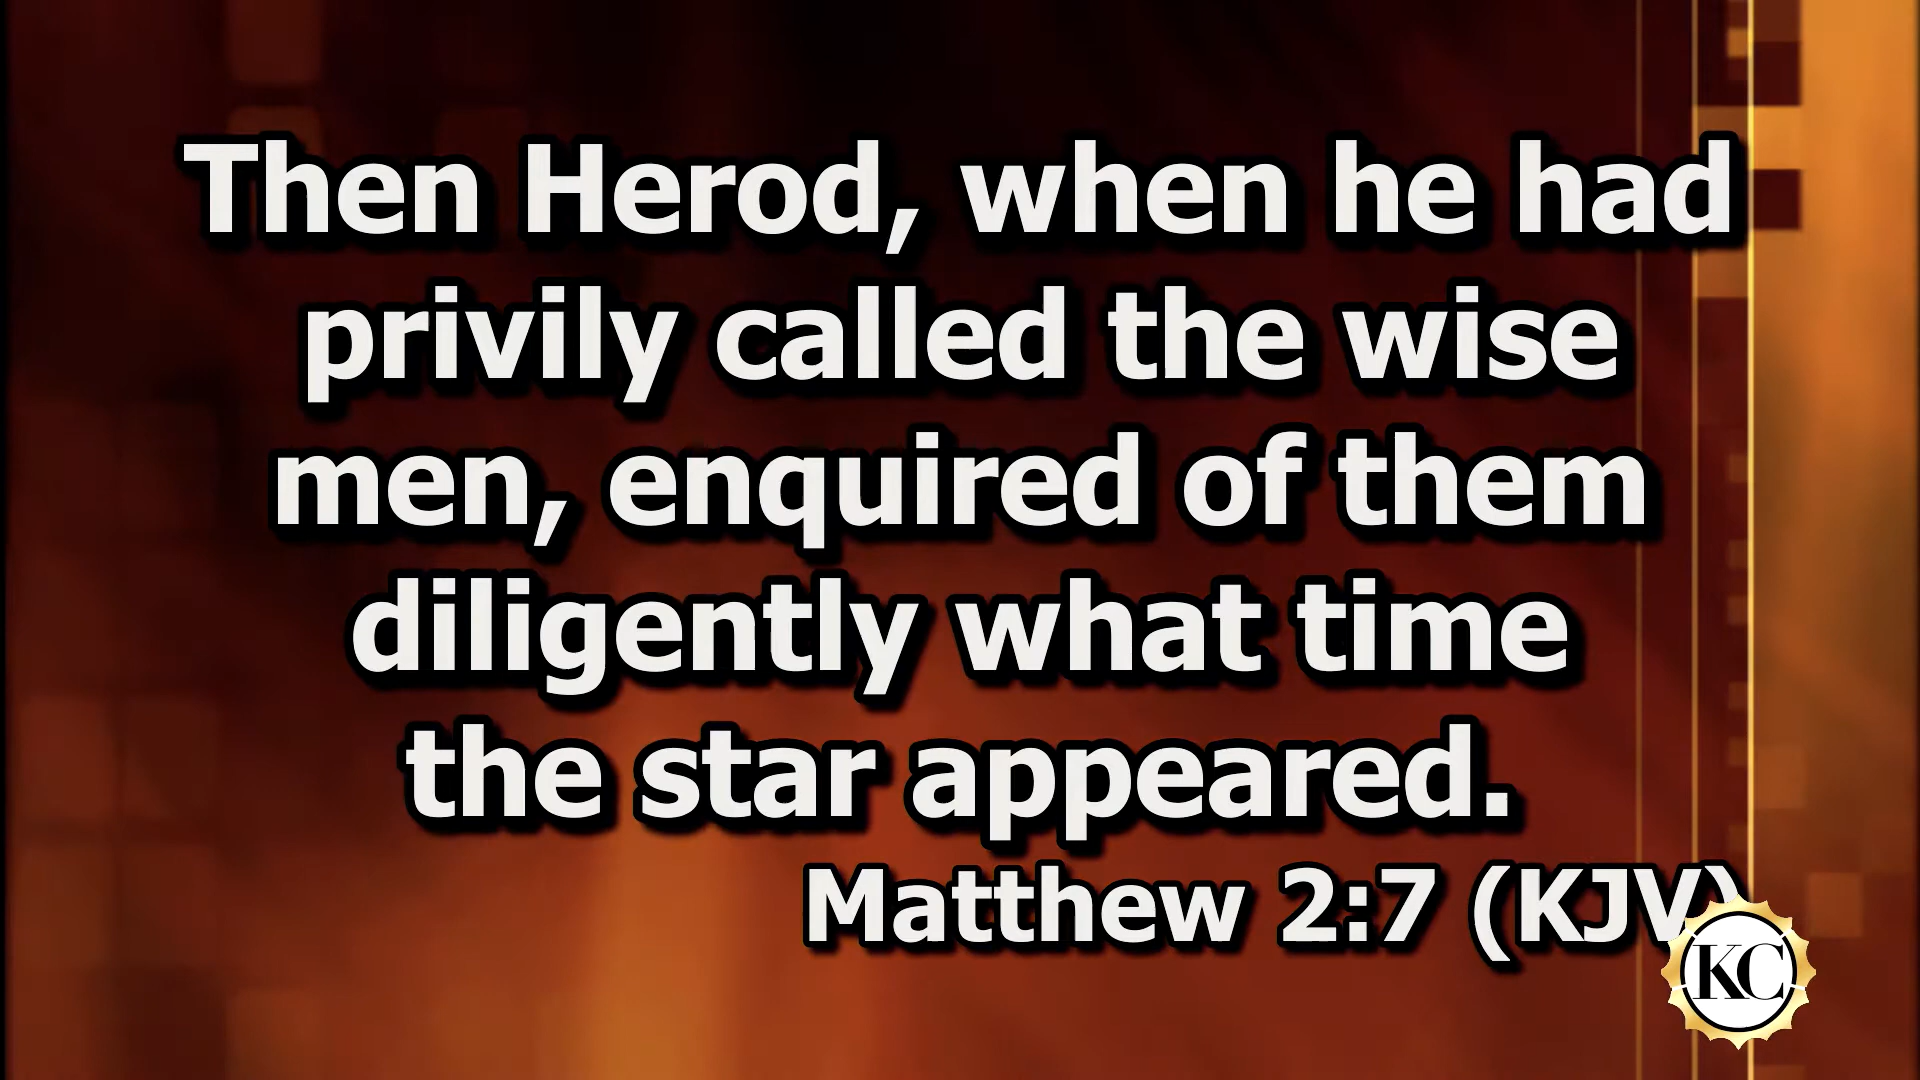 Then Herod, when he had
privily called the wise
men, enquired of them
diligently what time
the star appeared.
Matthew 2:7 (KJV)
KC